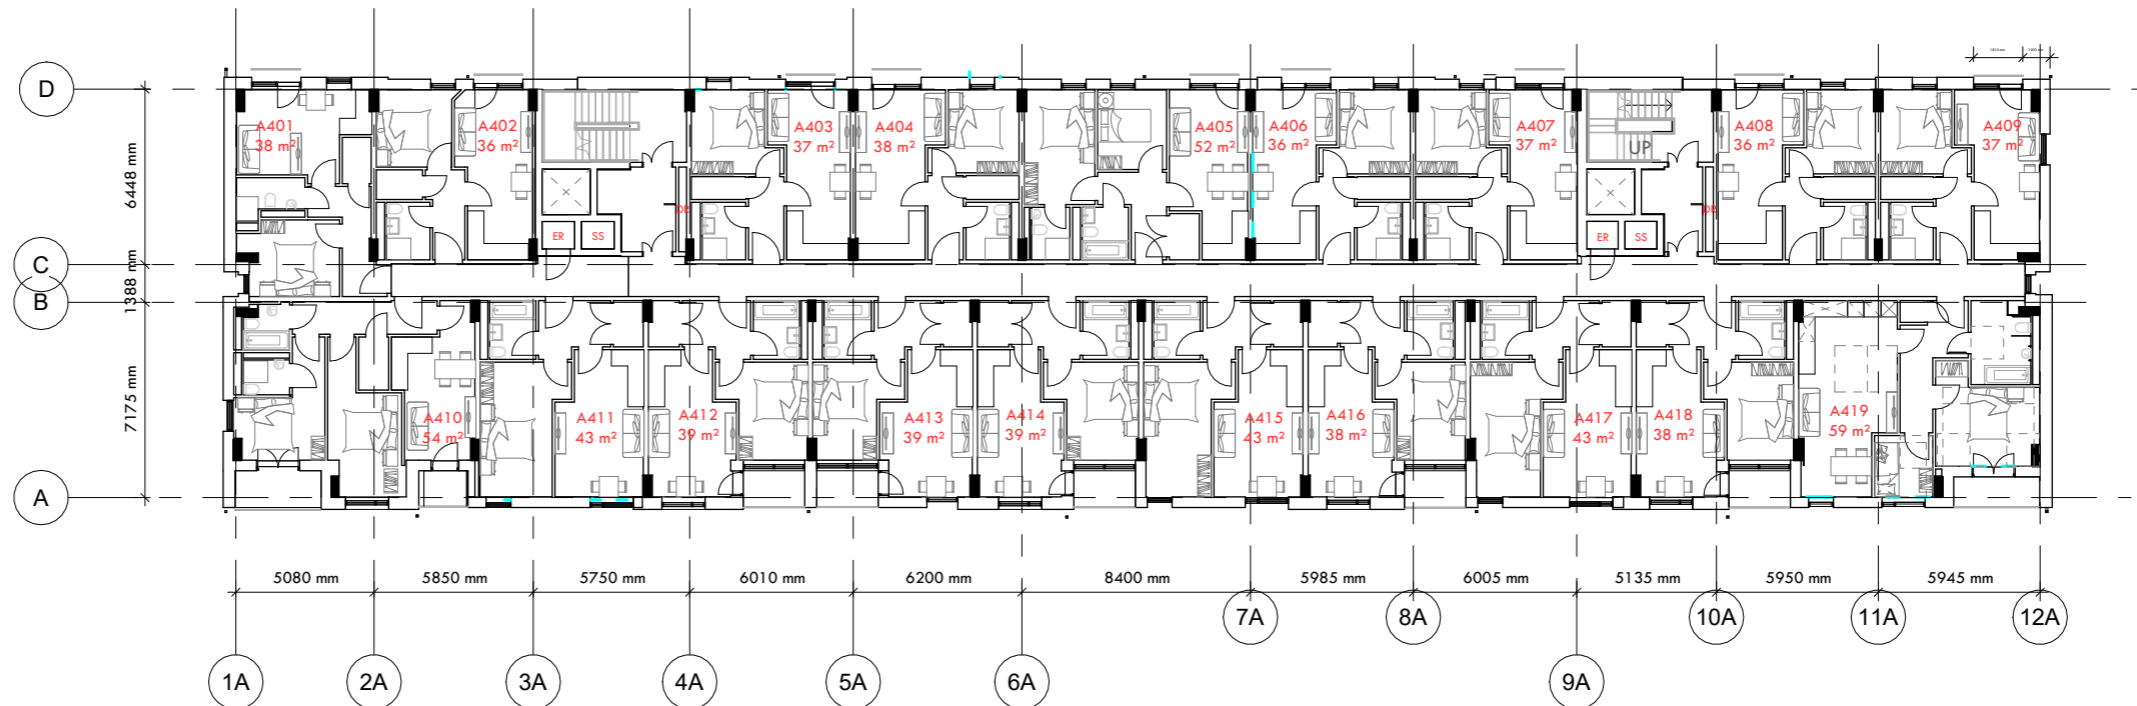 D
C
B
A
6448 mm
1388 mm
7175 mm
A401
38 m²
A402
36 m²
A403
37 m²
A404
38 m²
A405
52 m²
A406
36 m²
A407
37 m²
A408
36 m²
A409
37 m²
UP
ER
SS
ER
SS
A410
54 m²
A411
43 m²
A412
39 m²
A413
39 m²
A414
39 m²
A415
43 m²
A416
38 m²
A417
43 m²
A418
38 m²
A419
59 m²
5080 mm
5850 mm
5750 mm
6010 mm
6200 mm
8400 mm
5985 mm
6005 mm
5135 mm
5950 mm
5945 mm
7A
8A
10A
11A
12A
1A
2A
3A
4A
5A
6A
9A